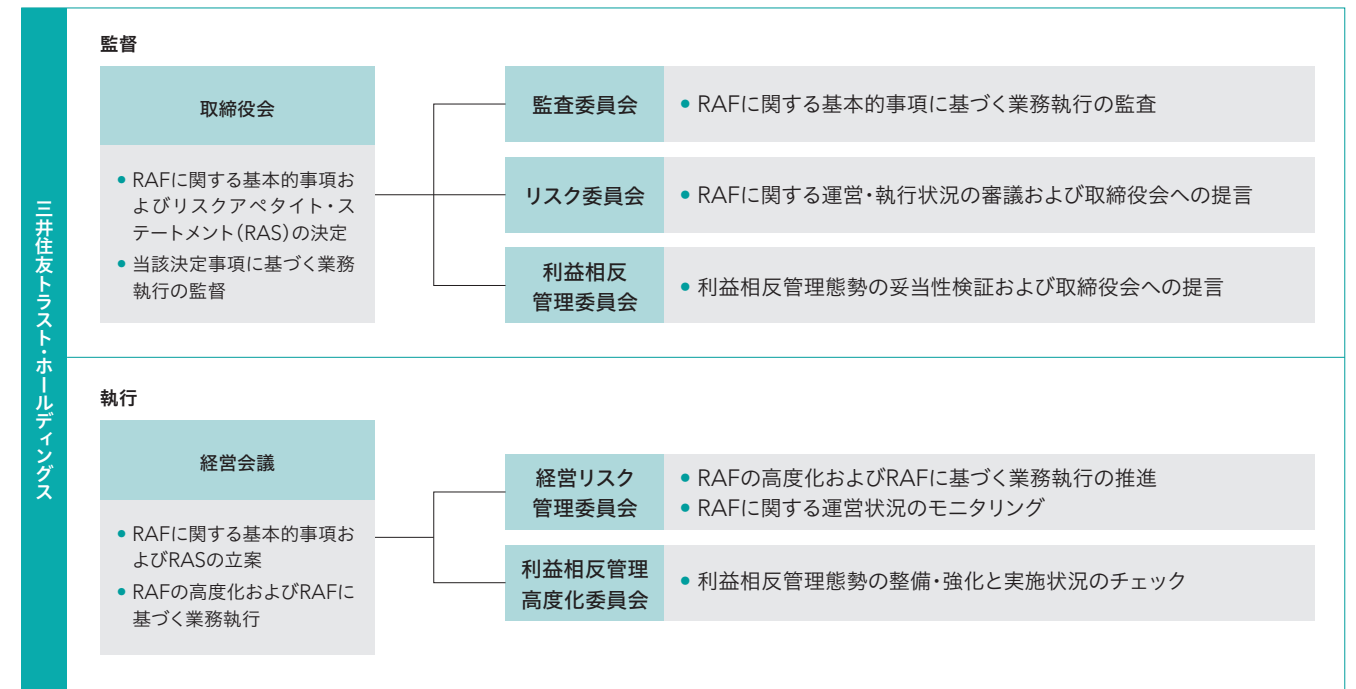 三井住友トラスト・ホールディングス
監督
取締役会
• RAFに関する基本的事項お
よびリスクアペタイト・ス
テートメント(RAS)の決定
• 当該決定事項に基づく業務
執行の監督
監査委員会
• RAFに関する基本的事項に基づく業務執行の監査
リスク委員会
• RAFに関する運営・執行状況の審議および取締役会への提言
利益相反
管理委員会
• 利益相反管理態勢の妥当性検証および取締役会への提言
執行
経営会議
• RAFに関する基本的事項お
よびRASの立案
• RAFの高度化およびRAFに
基づく業務執行
経営リスク
管理委員会
• RAFの高度化およびRAFに基づく業務執行の推進
• RAFに関する運営状況のモニタリング
利益相反管理
高度化委員会
• 利益相反管理態勢の整備・強化と実施状況のチェック